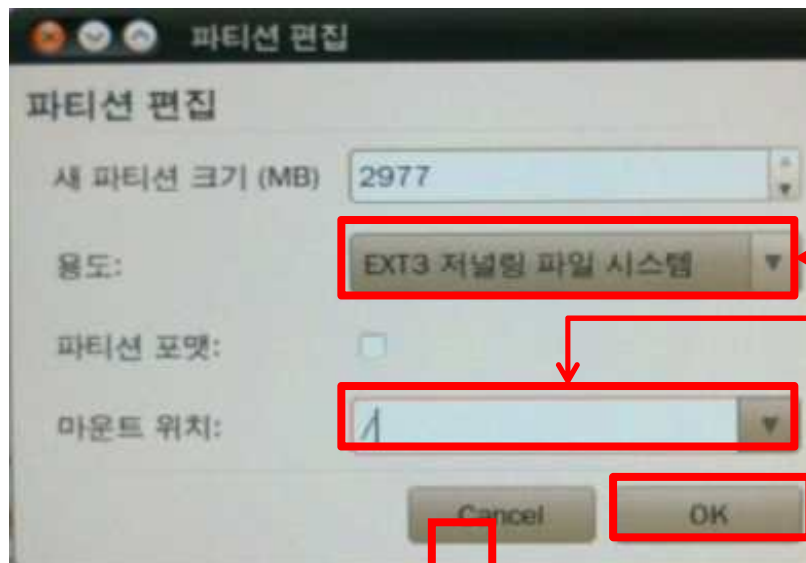 파티션 편집
파티션 편집
새 파티션 크기 (MB) 2977
용도: EXT3 저널링 파일 시스템
파티션 포맷:
마운트 위치: /
Cancel OK